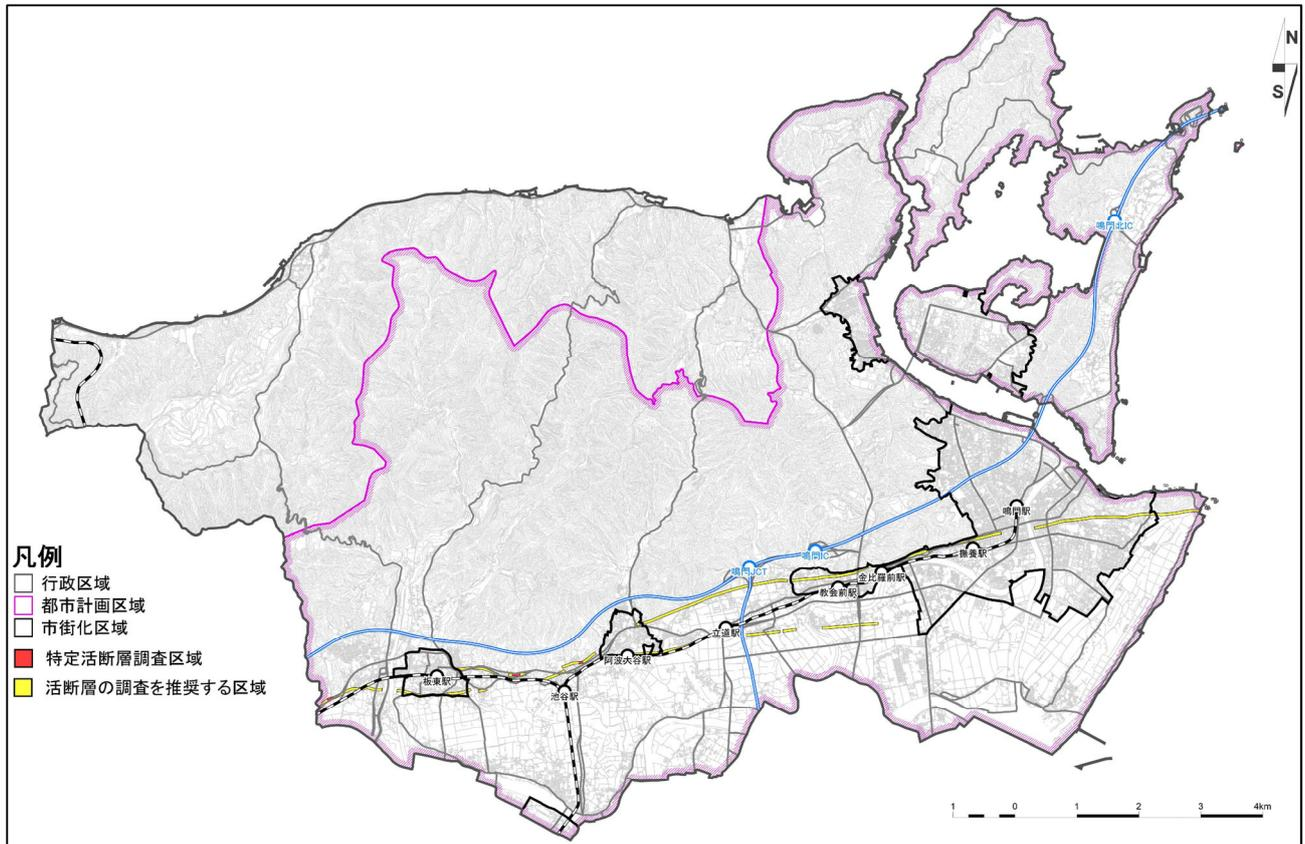 N
S
鳴門北IC
鳴門駅
撫養駅
鳴門IC
鳴門JCT
金比羅前駅
教会前駅
立道駅
阿波大谷駅
板東駅
池谷駅
凡例
行政区域
都市計画区域
市街化区域
特定活断層調査区域
活断層の調査を推奨する区域
1 0 1 2 3 4km